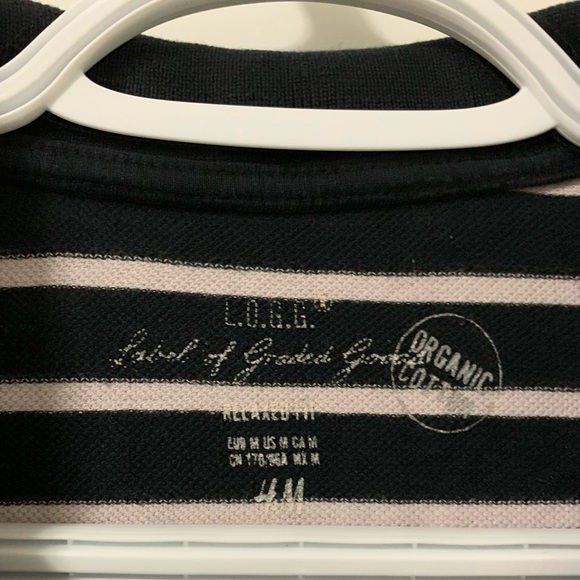 L.O.G.G.®
Label of Graded Goods
ORGANIC
COTTON
RELAXED FIT
EUR M US M CA M
CN 170/96A MX M
H&M